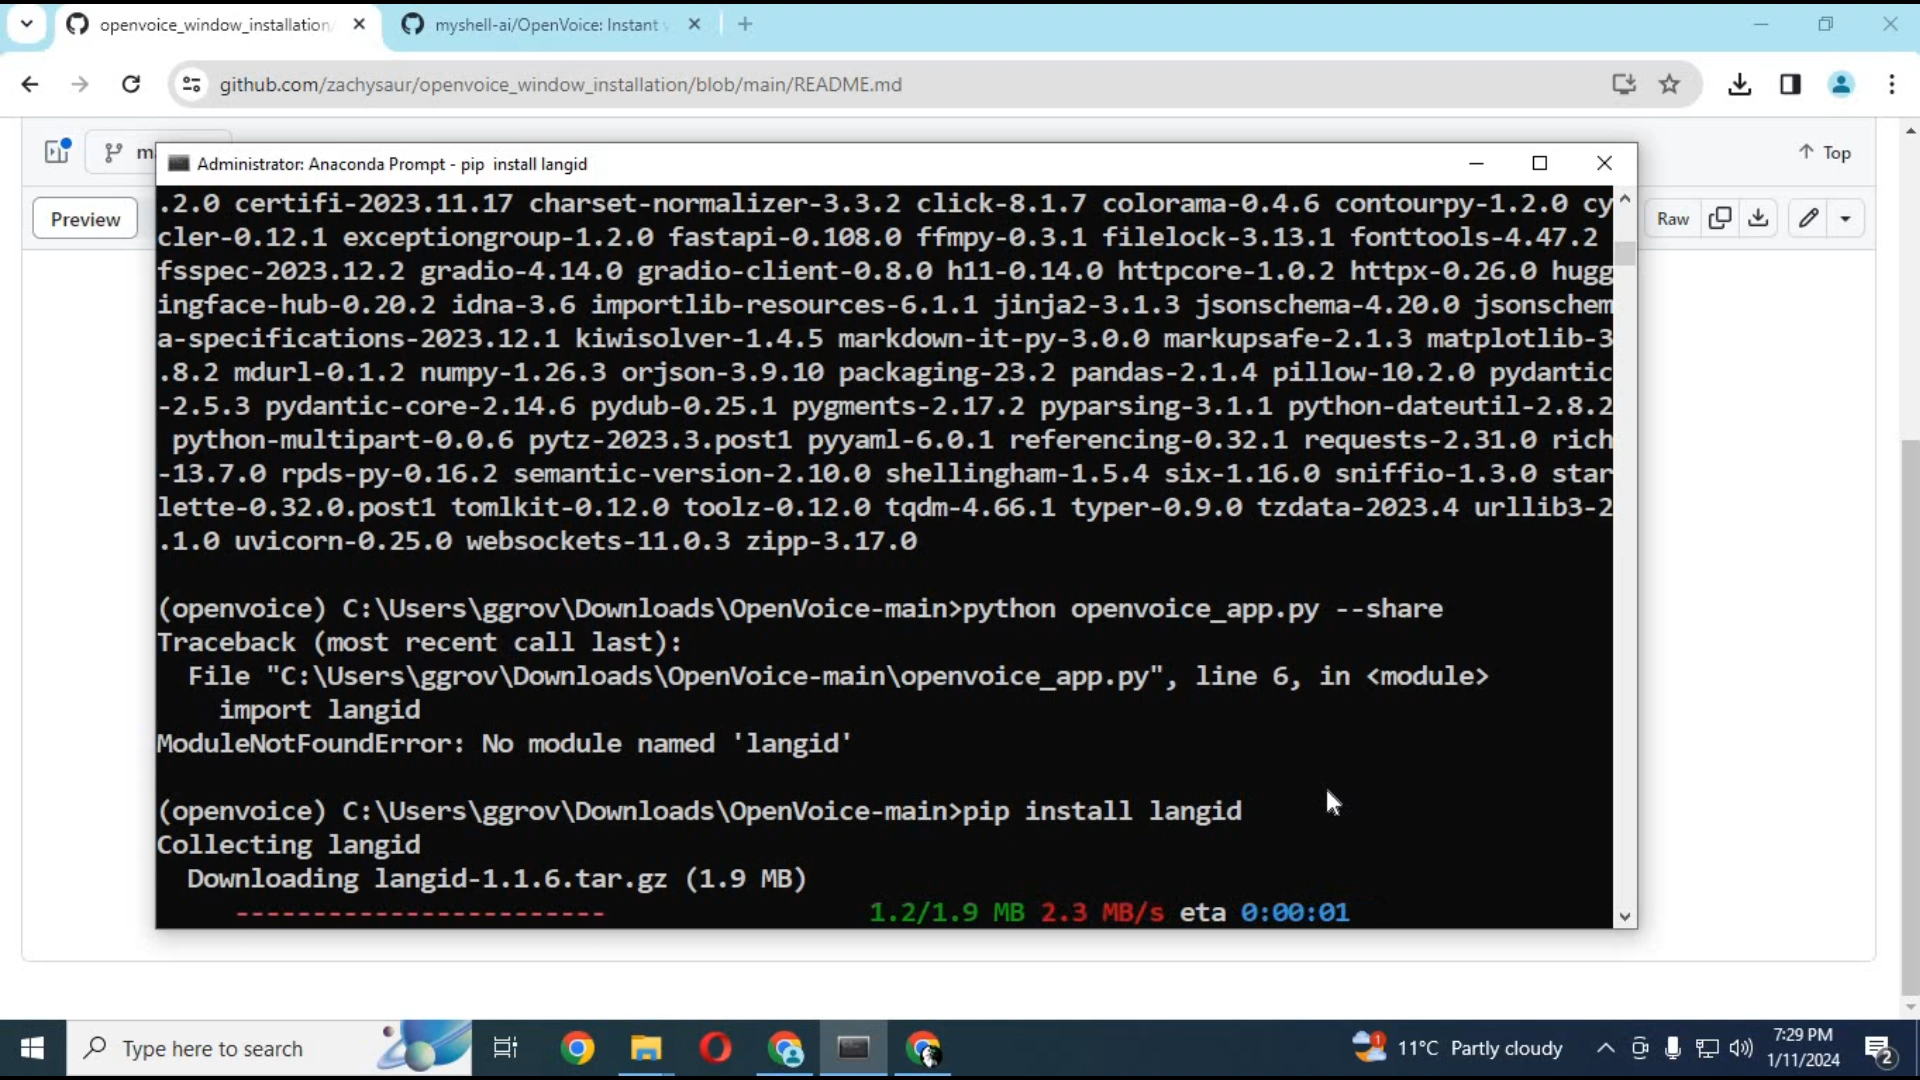 openvoice_window_installation/
myshell-ai/OpenVoice: Instant
github.com/zachysaur/openvoice_window_installation/blob/main/README.md
Top
Administrator: Anaconda Prompt - pip  install langid
Preview
Raw
.2.0 certifi-2023.11.17 charset-normalizer-3.3.2 click-8.1.7 colorama-0.4.6 contourpy-1.2.0 cy
cler-0.12.1 exceptiongroup-1.2.0 fastapi-0.108.0 ffmpy-0.3.1 filelock-3.13.1 fonttools-4.47.2
fsspec-2023.12.2 gradio-4.14.0 gradio-client-0.8.0 h11-0.14.0 httpcore-1.0.2 httpx-0.26.0 hugg
ingface-hub-0.20.2 idna-3.6 importlib-resources-6.1.1 jinja2-3.1.3 jsonschema-4.20.0 jsonschem
a-specifications-2023.12.1 kiwisolver-1.4.5 markdown-it-py-3.0.0 markupsafe-2.1.3 matplotlib-3
.8.2 mdurl-0.1.2 numpy-1.26.3 orjson-3.9.10 packaging-23.2 pandas-2.1.4 pillow-10.2.0 pydantic
-2.5.3 pydantic-core-2.14.6 pydub-0.25.1 pygments-2.17.2 pyparsing-3.1.1 python-dateutil-2.8.2
python-multipart-0.0.6 pytz-2023.3.post1 pyyaml-6.0.1 referencing-0.32.1 requests-2.31.0 rich
-13.7.0 rpds-py-0.16.2 semantic-version-2.10.0 shellingham-1.5.4 six-1.16.0 sniffio-1.3.0 star
lette-0.32.0.post1 tomlkit-0.12.0 toolz-0.12.0 tqdm-4.66.1 typer-0.9.0 tzdata-2023.4 urllib3-2
.1.0 uvicorn-0.25.0 websockets-11.0.3 zipp-3.17.0
(openvoice) C:\Users\ggrov\Downloads\OpenVoice-main>python openvoice_app.py --share
Traceback (most recent call last):
File "C:\Users\ggrov\Downloads\OpenVoice-main\openvoice_app.py", line 6, in <module>
import langid
ModuleNotFoundError: No module named 'langid'
(openvoice) C:\Users\ggrov\Downloads\OpenVoice-main>pip install langid
Collecting langid
Downloading langid-1.1.6.tar.gz (1.9 MB)
------------------------ 1.2/1.9 MB 2.3 MB/s eta 0:00:01
Type here to search
1
11°C Partly cloudy
7:29 PM
1/11/2024
2